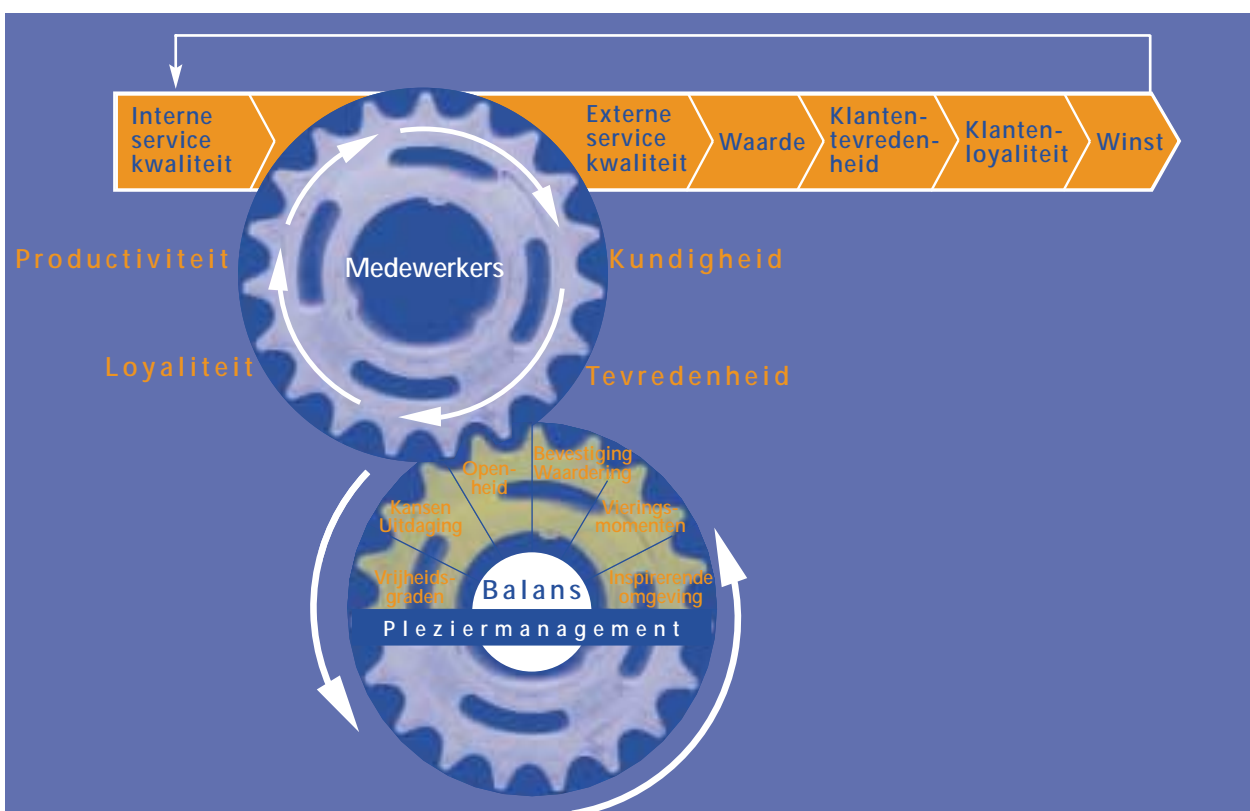 Interne
service
kwaliteit
Externe
service
kwaliteit
Waarde
Klanten-
tevreden-
heid
Klanten-
loyaliteit
Winst
Productiviteit
Medewerkers
Kundigheid
Loyaliteit
Tevredenheid
Open-
heid
Bevestiging
Waardering
Kansen
Uitdaging
Vierings-
momenten
Vrijheids-
graden
Inspirerende
omgeving
Balans
Pleziermanagement